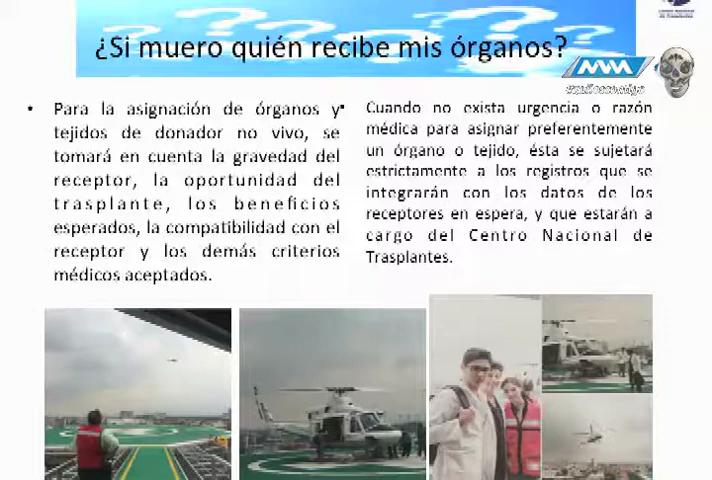 ¿Si muero quién recibe mis órganos?
• Para la asignación de órganos y
tejidos de donador no vivo, se
tomará en cuenta la gravedad del
receptor, la oportunidad del
trasplante, los beneficios
esperados, la compatibilidad con el
receptor y los demás criterios
médicos aceptados.
• Cuando no exista urgencia o razón
médica para asignar preferentemente
un órgano o tejido, ésta se sujetará
estrictamente a los registros que se
integrarán con los datos de los
receptores en espera, y que estarán a
cargo del Centro Nacional de
Trasplantes.